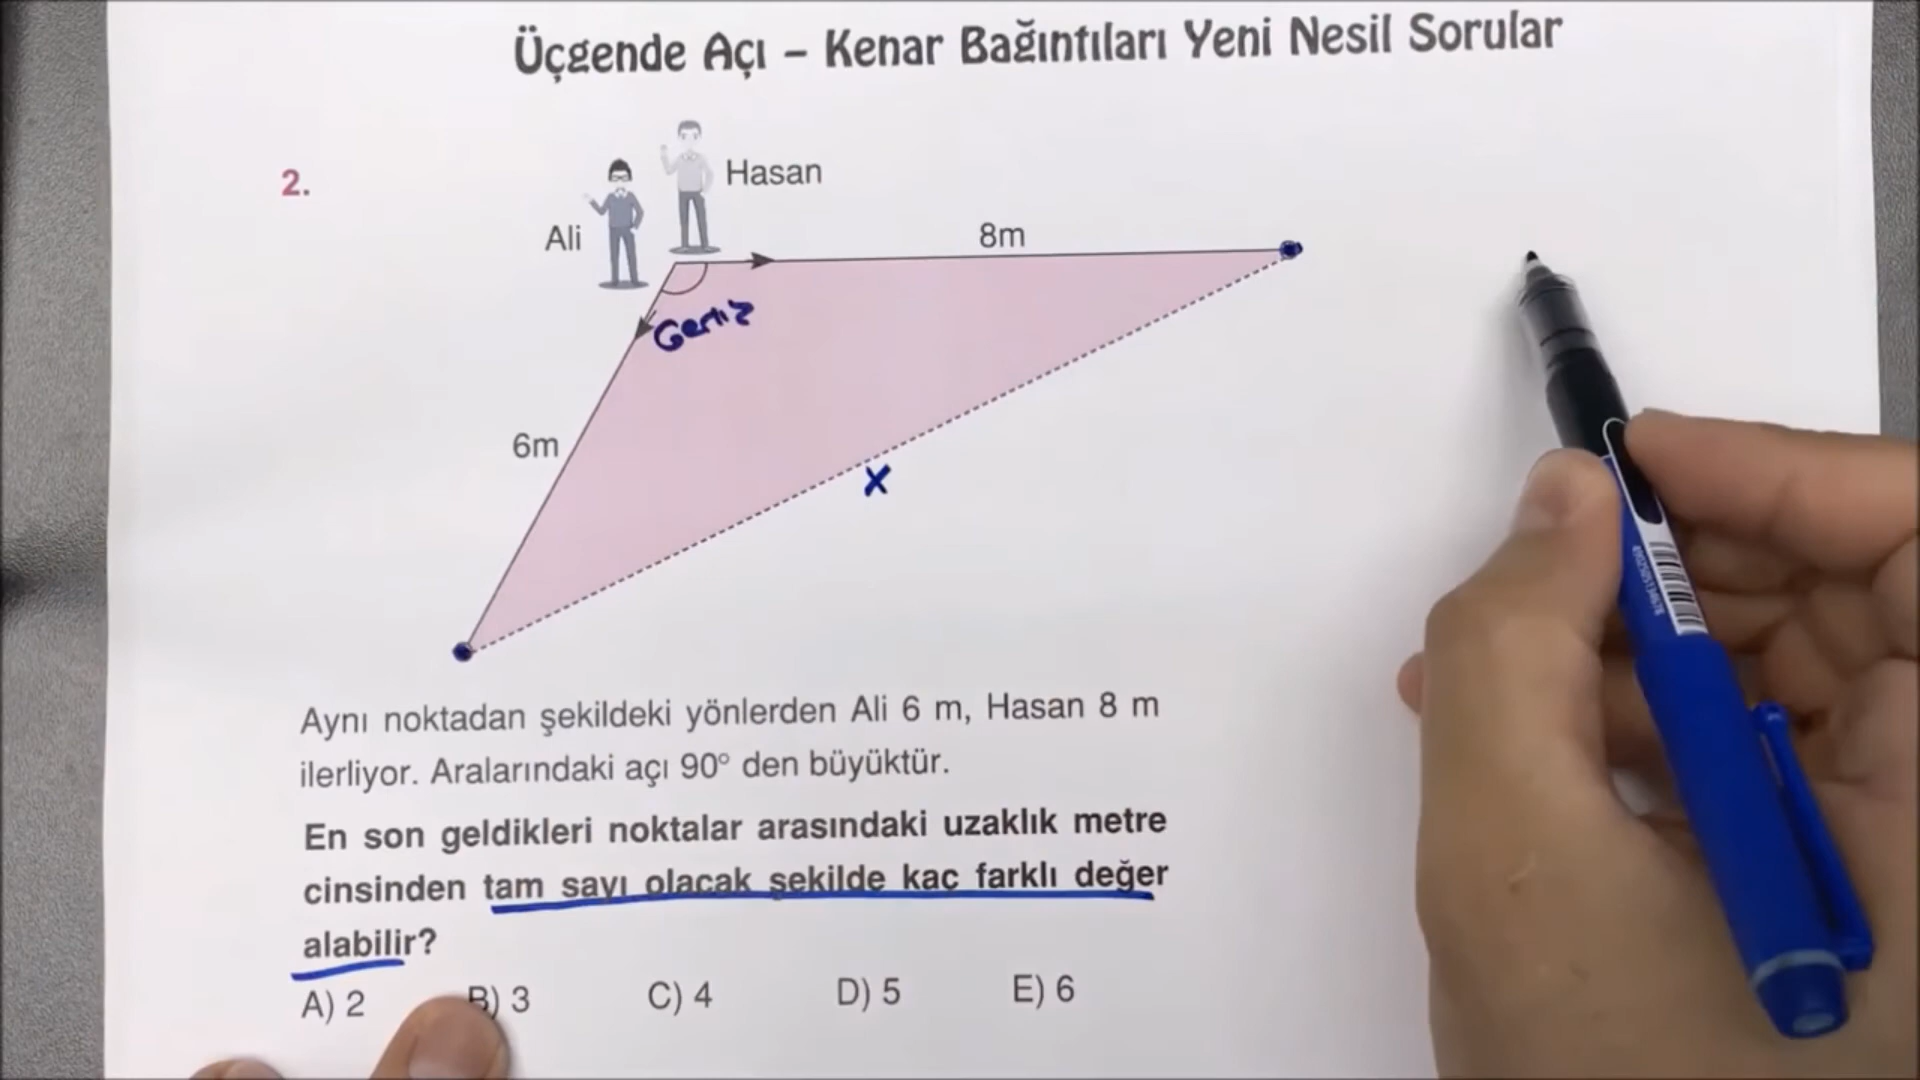 Üçgende Açı – Kenar Bağıntıları Yeni Nesil Sorular
2.
Hasan
Ali
8m
Geniş
6m
x
Aynı noktadan şekildeki yönlerden Ali 6 m, Hasan 8 m
ilerliyor. Aralarındaki açı 90° den büyüktür.
En son geldikleri noktalar arasındaki uzaklık metre
cinsinden tam sayı olacak şekilde kaç farklı değer
alabilir?
A) 2 B) 3 C) 4 D) 5 E) 6